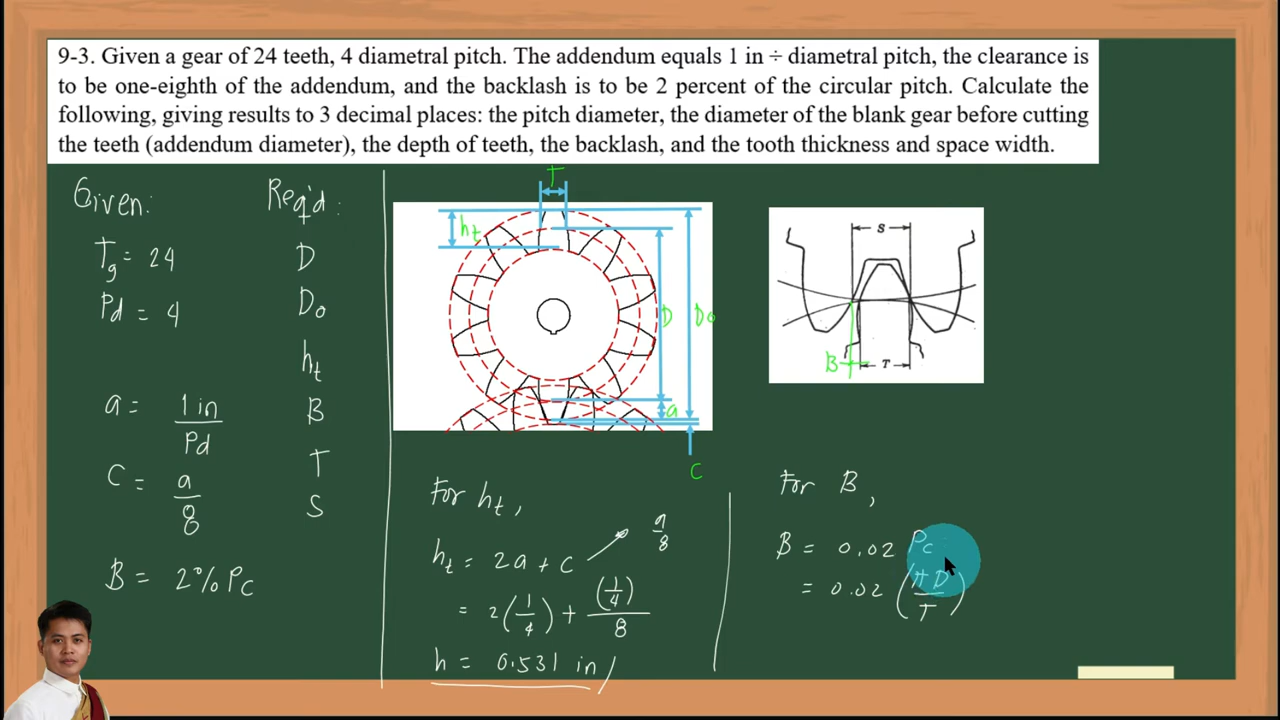 9-3. Given a gear of 24 teeth, 4 diametral pitch. The addendum equals 1 in ÷ diametral pitch, the clearance is
to be one-eighth of the addendum, and the backlash is to be 2 percent of the circular pitch. Calculate the
following, giving results to 3 decimal places: the pitch diameter, the diameter of the blank gear before cutting
the teeth (addendum diameter), the depth of teeth, the backlash, and the tooth thickness and space width.
Given:
Tg = 24
Pd = 4
a = 1 in / Pd
C = a / 8
B = 2% Pc
Req'd:
D
Do
ht
B
T
S
T
ht
D
Do
a
C
S
B
T
For ht,
ht = 2a + c
a / 8
= 2(1/4) + (1/4) / 8
h = 0.531 in
For B,
B = 0.02 Pc
= 0.02 (πD / T)